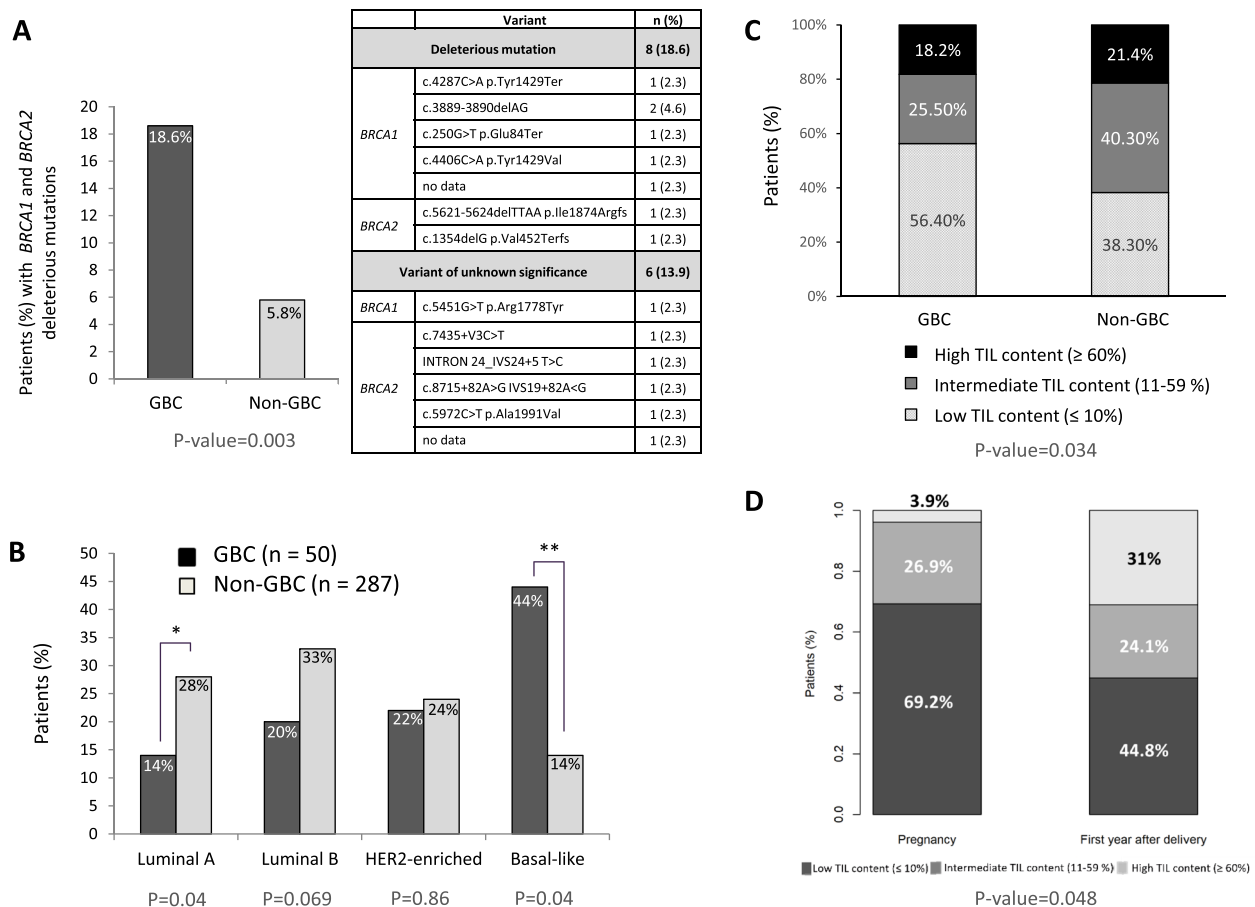 A
Patients (%) with BRCA1 and BRCA2
deleterious mutations
20
18
16
14
12
10
8
6
4
2
0
18.6%
5.8%
GBC
Non-GBC
P-value=0.003
Variant
n (%)
Deleterious mutation
8 (18.6)
BRCA1
c.4287C>A p.Tyr1429Ter
1 (2.3)
c.3889-3890delAG
2 (4.6)
c.250G>T p.Glu84Ter
1 (2.3)
c.4406C>A p.Tyr1429Val
1 (2.3)
no data
1 (2.3)
BRCA2
c.5621-5624delTTAA p.Ile1874Argfs
1 (2.3)
c.1354delG p.Val452Terfs
1 (2.3)
Variant of unknown significance
6 (13.9)
BRCA1
c.5451G>T p.Arg1778Tyr
1 (2.3)
BRCA2
c.7435+V3C>T
1 (2.3)
INTRON 24_IVS24+5 T>C
1 (2.3)
c.8715+82A>G IVS19+82A<G
1 (2.3)
c.5972C>T p.Ala1991Val
1 (2.3)
no data
1 (2.3)
C
Patients (%)
100%
80%
60%
40%
20%
0%
18.2%
25.50%
56.40%
21.4%
40.30%
38.30%
GBC
Non-GBC
High TIL content (≥ 60%)
Intermediate TIL content (11-59 %)
Low TIL content (≤ 10%)
P-value=0.034
B
Patients (%)
50
45
40
35
30
25
20
15
10
5
0
GBC (n = 50)
Non-GBC (n = 287)
*
**
14%
28%
20%
33%
22%
24%
44%
14%
Luminal A
Luminal B
HER2-enriched
Basal-like
P=0.04
P=0.069
P=0.86
P=0.04
D
Patients (%)
1.0
0.8
0.6
0.4
0.2
0.0
3.9%
26.9%
69.2%
31%
24.1%
44.8%
Pregnancy
First year after delivery
Low TIL content (≤ 10%)
Intermediate TIL content (11-59 %)
High TIL content (≥ 60%)
P-value=0.048